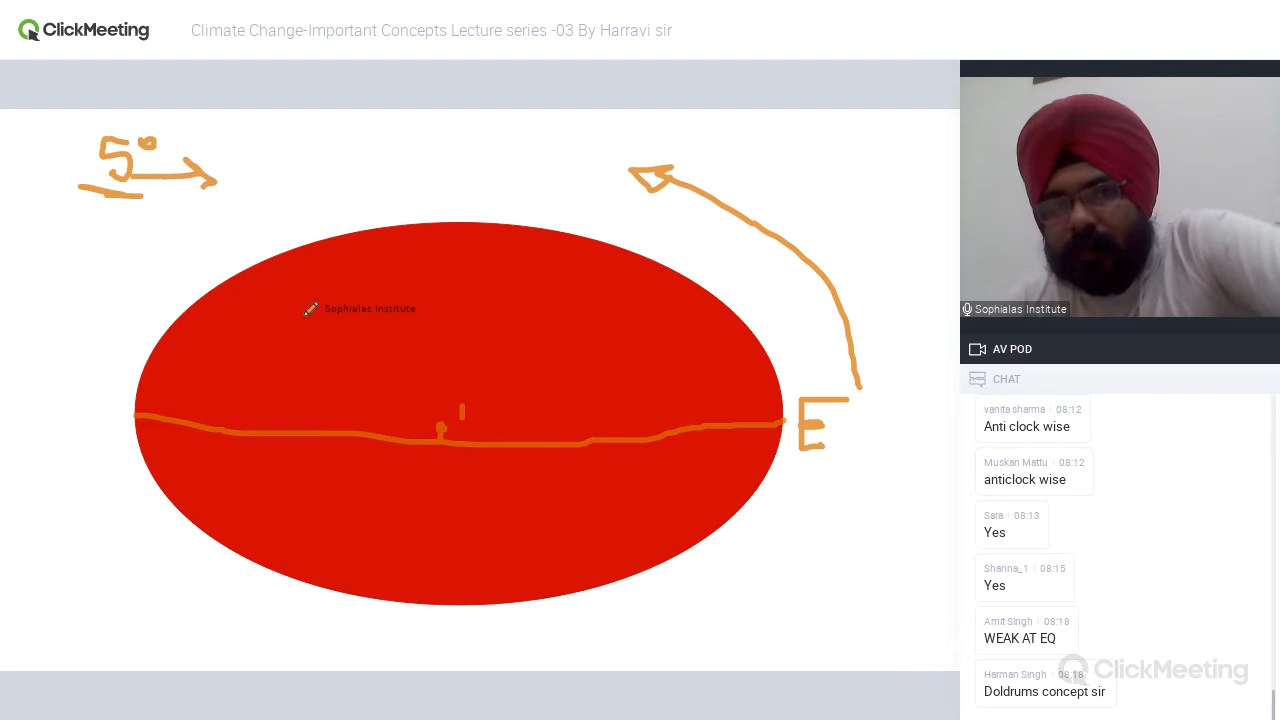 ClickMeeting
Climate Change-Important Concepts Lecture series -03 By Harravi sir
5°
Sophialas Institute
E
Sophialas Institute
AV POD
CHAT
vanita sharma 08:12
Anti clock wise
Muskan Mattu 08:12
anticlock wise
Sara 08:13
Yes
Shanna_1 08:15
Yes
Amit Singh 08:18
WEAK AT EQ
Harman Singh 08:18
Doldrums concept sir
ClickMeeting